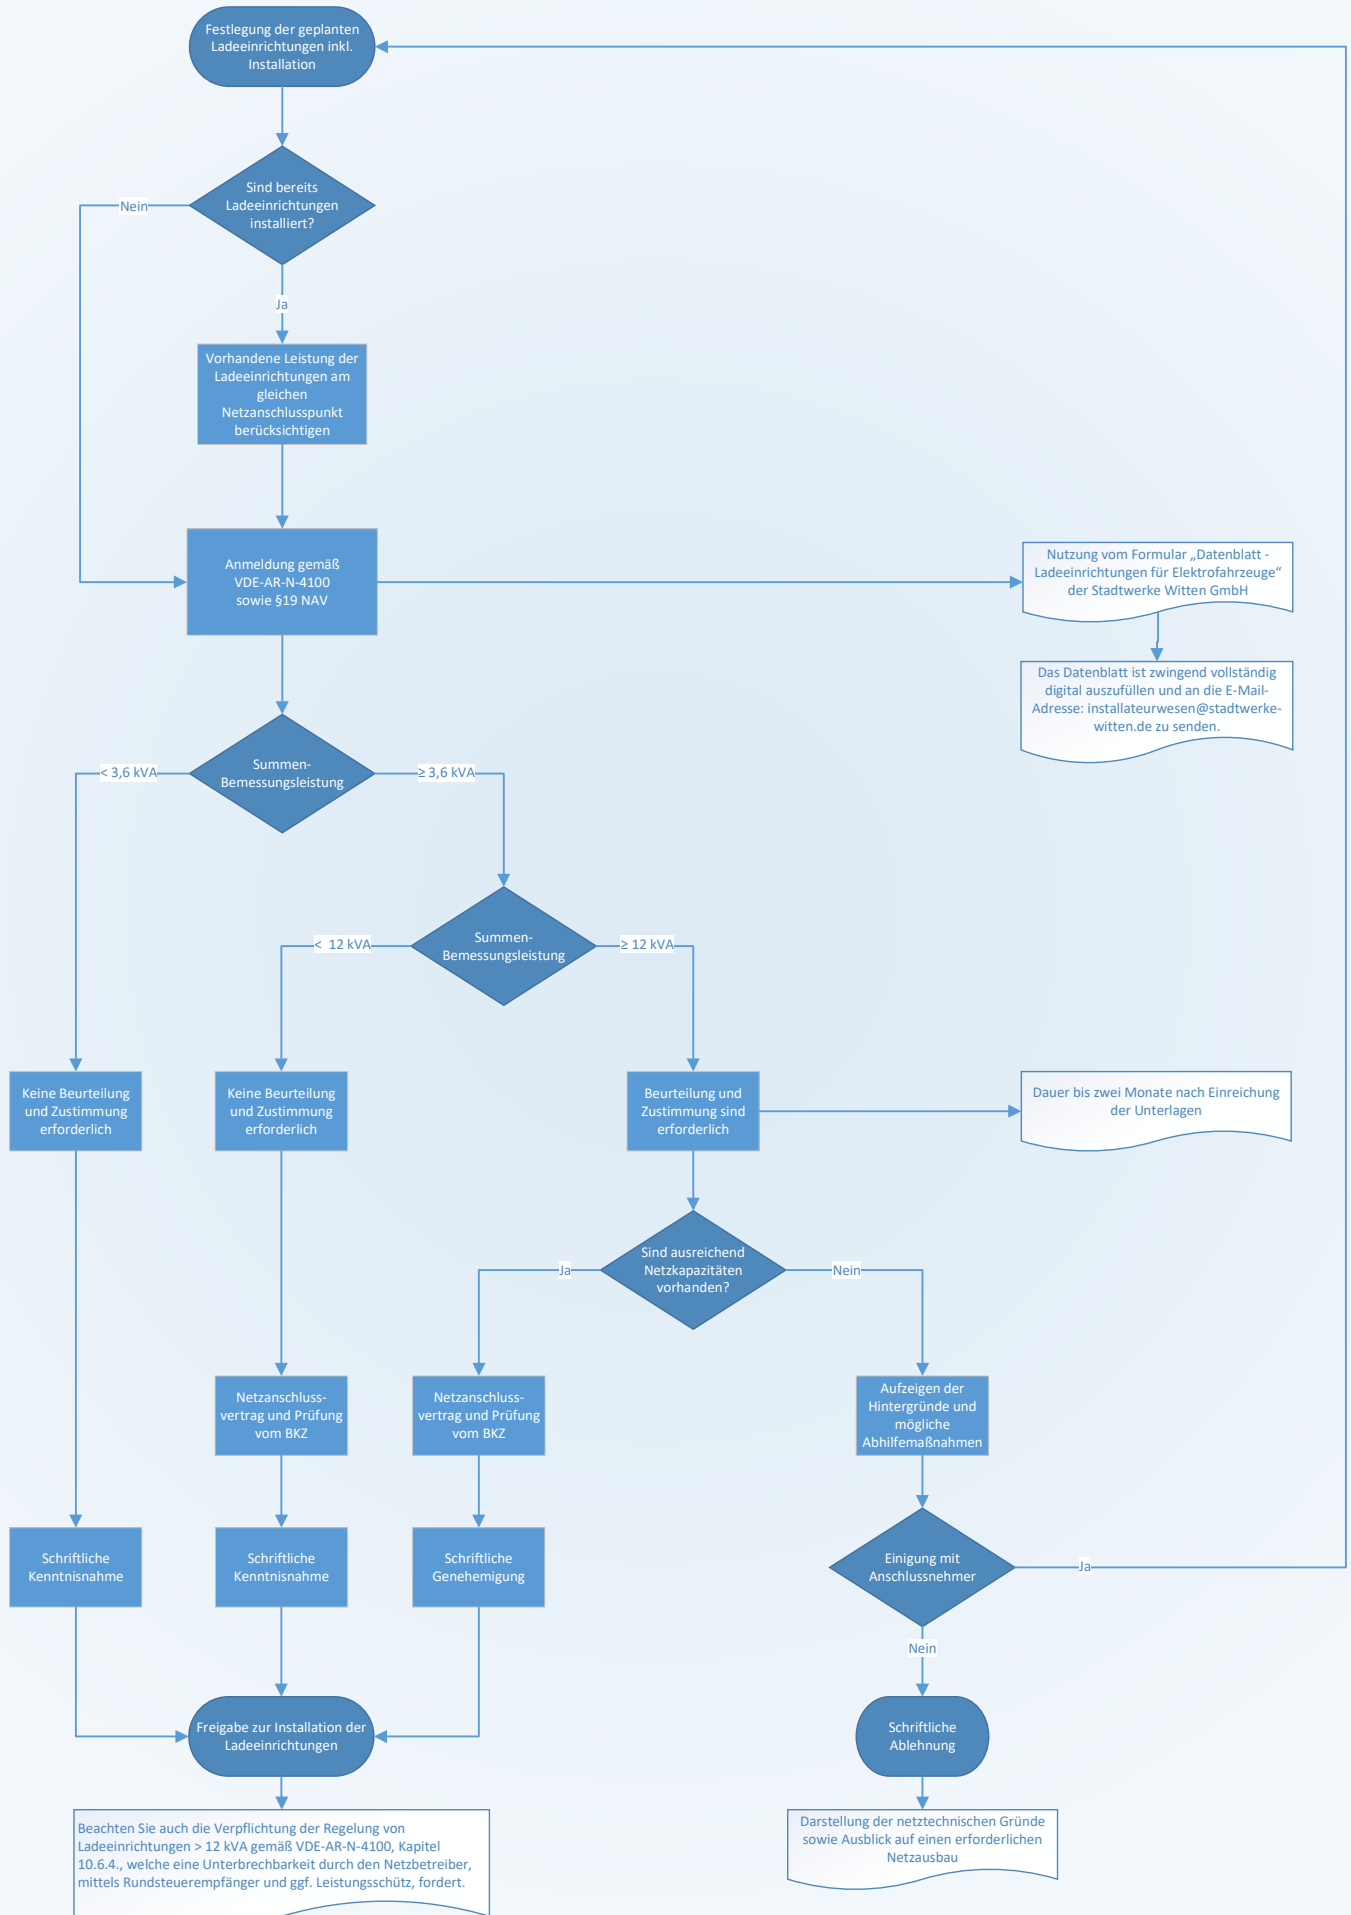 Festlegung der geplanten
Ladeeinrichtungen inkl.
Installation
Sind bereits
Ladeeinrichtungen
installiert?
Nein
Ja
Vorhandene Leistung der
Ladeeinrichtungen am
gleichen
Netzanschlusspunkt
berücksichtigen
Anmeldung gemäß
VDE-AR-N-4100
sowie §19 NAV
Nutzung vom Formular „Datenblatt -
Ladeeinrichtungen für Elektrofahrzeuge“
der Stadtwerke Witten GmbH
Das Datenblatt ist zwingend vollständig
digital auszufüllen und an die E-Mail-
Adresse: installateurwesen@stadtwerke-
witten.de zu senden.
Summen-
Bemessungsleistung
< 3,6 kVA
≥ 3,6 kVA
Summen-
Bemessungsleistung
< 12 kVA
≥ 12 kVA
Keine Beurteilung
und Zustimmung
erforderlich
Keine Beurteilung
und Zustimmung
erforderlich
Beurteilung und
Zustimmung sind
erforderlich
Dauer bis zwei Monate nach Einreichung
der Unterlagen
Sind ausreichend
Netzkapazitäten
vorhanden?
Ja
Nein
Netzanschluss-
vertrag und Prüfung
vom BKZ
Netzanschluss-
vertrag und Prüfung
vom BKZ
Aufzeigen der
Hintergründe und
mögliche
Abhilfemaßnahmen
Schriftliche
Kenntnisnahme
Schriftliche
Kenntnisnahme
Schriftliche
Genehemigung
Einigung mit
Anschlussnehmer
Ja
Nein
Freigabe zur Installation der
Ladeeinrichtungen
Schriftliche
Ablehnung
Beachten Sie auch die Verpflichtung der Regelung von
Ladeeinrichtungen > 12 kVA gemäß VDE-AR-N-4100, Kapitel
10.6.4., welche eine Unterbrechbarkeit durch den Netzbetreiber,
mittels Rundsteuerempfänger und ggf. Leistungsschütz, fordert.
Darstellung der netztechnischen Gründe
sowie Ausblick auf einen erforderlichen
Netzausbau